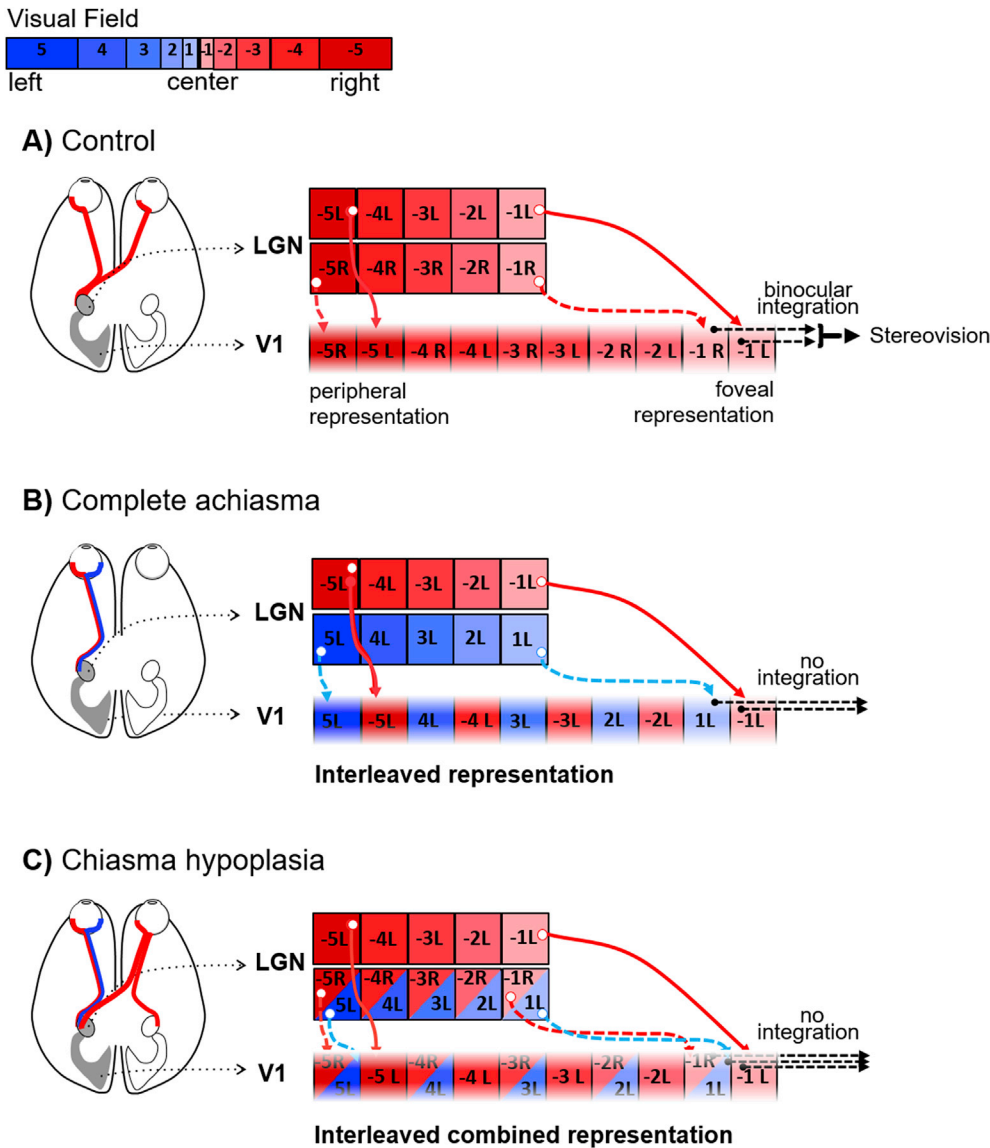 Visual Field
5 4 3 2 1 -1 -2 -3 -4 -5
left center right
A) Control
-5L -4L -3L -2L -1L
LGN
-5R -4R -3R -2R -1R
binocular
integration
Stereovision
V1
-5R -5 L -4 R -4 L -3 R -3 L -2 R -2 L -1 R -1 L
peripheral
representation
foveal
representation
B) Complete achiasma
-5L -4L -3L -2L -1L
LGN
5L 4L 3L 2L 1L
no
integration
V1
5L -5L 4L -4 L 3L -3L 2L -2L 1L -1L
Interleaved representation
C) Chiasma hypoplasia
-5L -4L -3L -2L -1L
LGN
-5R -4R -3R -2R -1R
5L 4L 3L 2L 1L
no
integration
V1
-5R -4R -3R -2R -1R
5L -5 L 4L -4 L 3L -3 L 2L -2L 1L -1 L
Interleaved combined representation